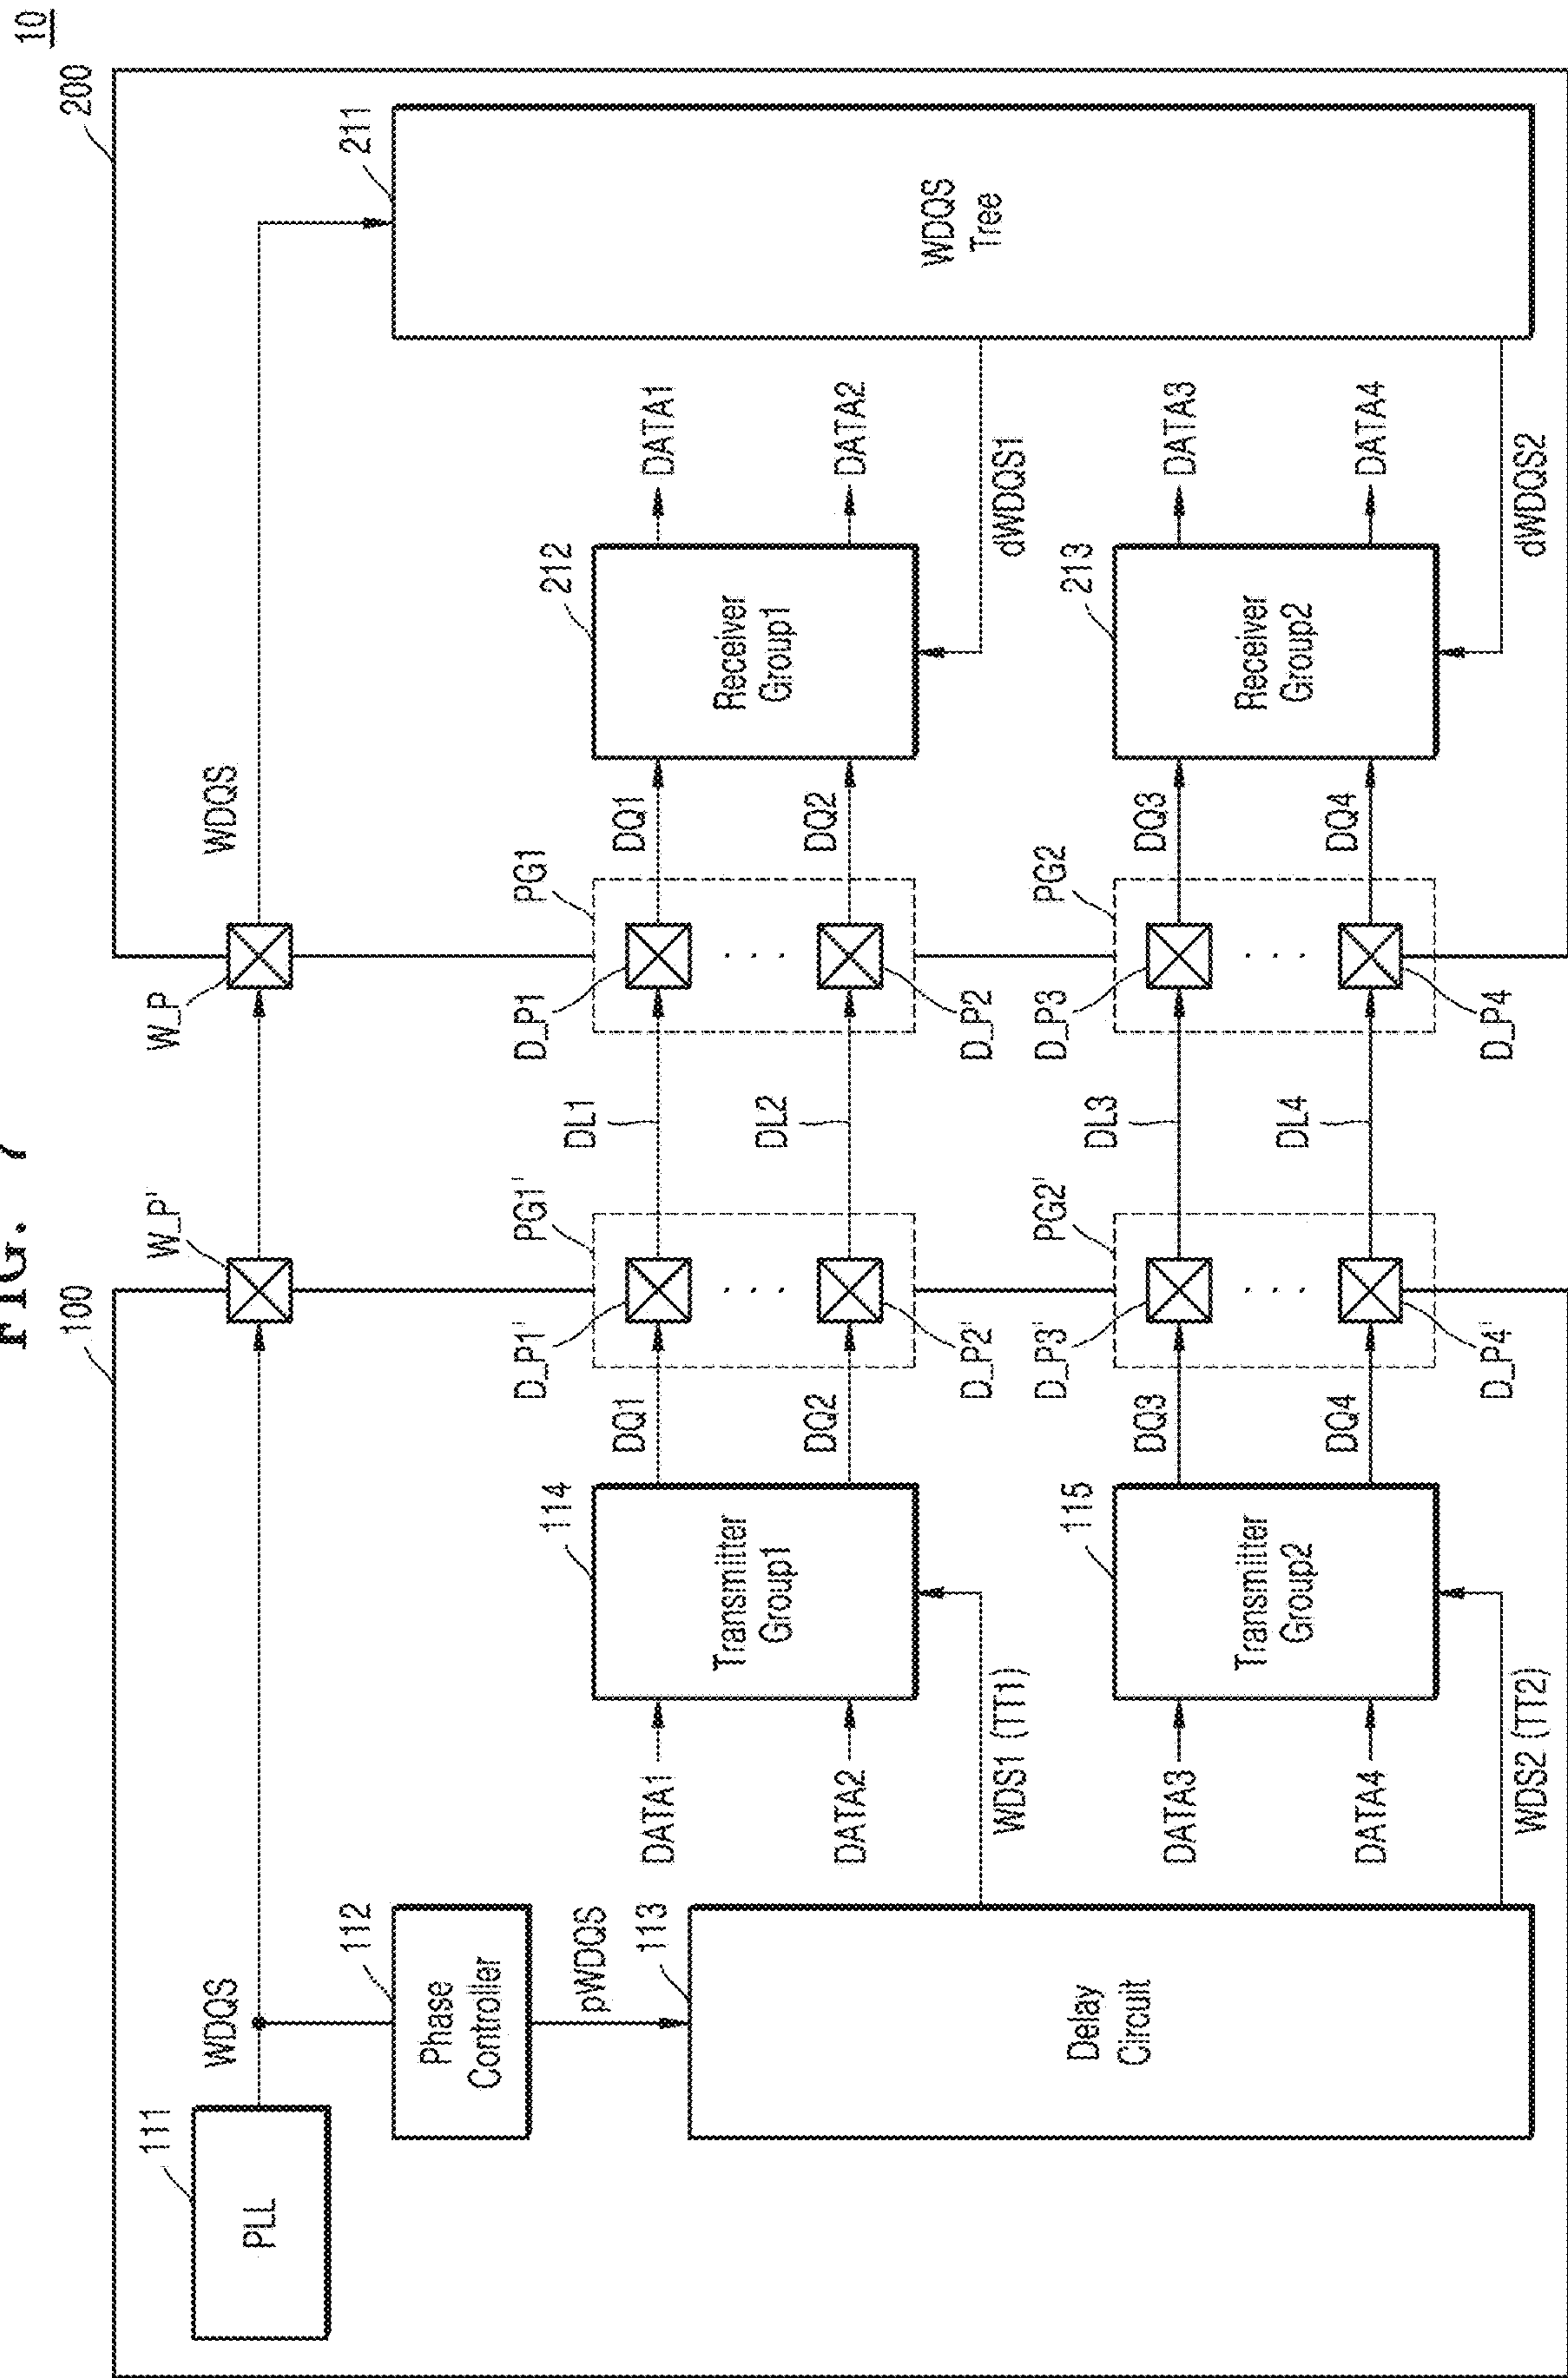 FIG. 7
10
100
200
111
PLL
WDQS
W_P'
W_P
WDQS
112
Phase
Controller
pWDQS
113
Delay
Circuit
211
WDQS
Tree
DATA1
DATA2
114
Transmitter
Group1
WDS1 (TT1)
DQ1
DQ2
PG1'
D_P1'
D_P2'
DL1
DL2
PG1
D_P1
D_P2
DQ1
DQ2
212
Receiver
Group1
DATA1
DATA2
dWDQS1
DATA3
DATA4
115
Transmitter
Group2
WDS2 (TT2)
DQ3
DQ4
PG2'
D_P3'
D_P4'
DL3
DL4
PG2
D_P3
D_P4
DQ3
DQ4
213
Receiver
Group2
DATA3
DATA4
dWDQS2